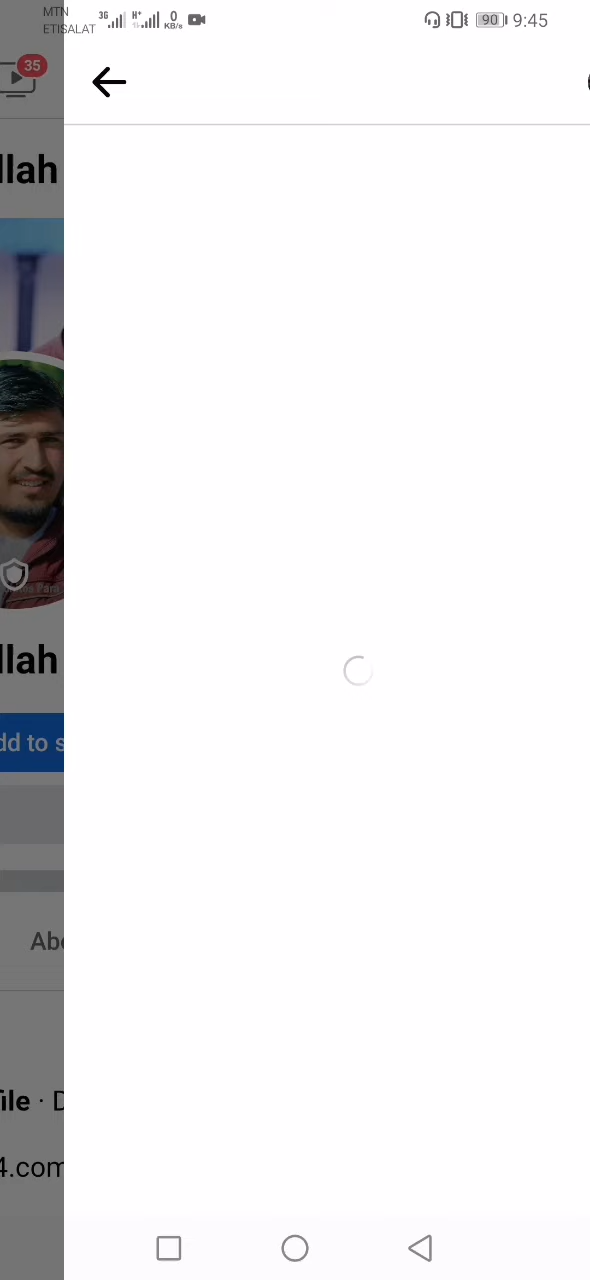 MTN
ETISALAT
3G
H+
0
KB/s
90
9:45
35
llah
llah
dd to s
Abo
file · D
4.com